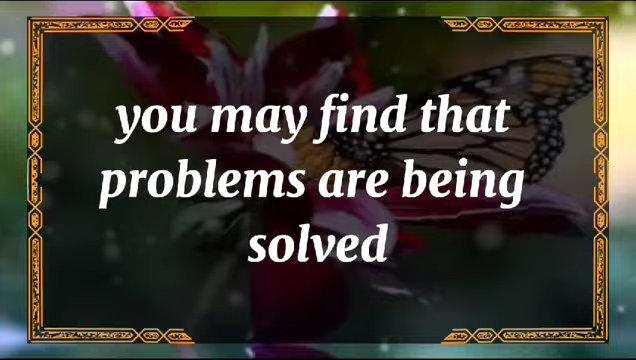 you may find that
problems are being
solved